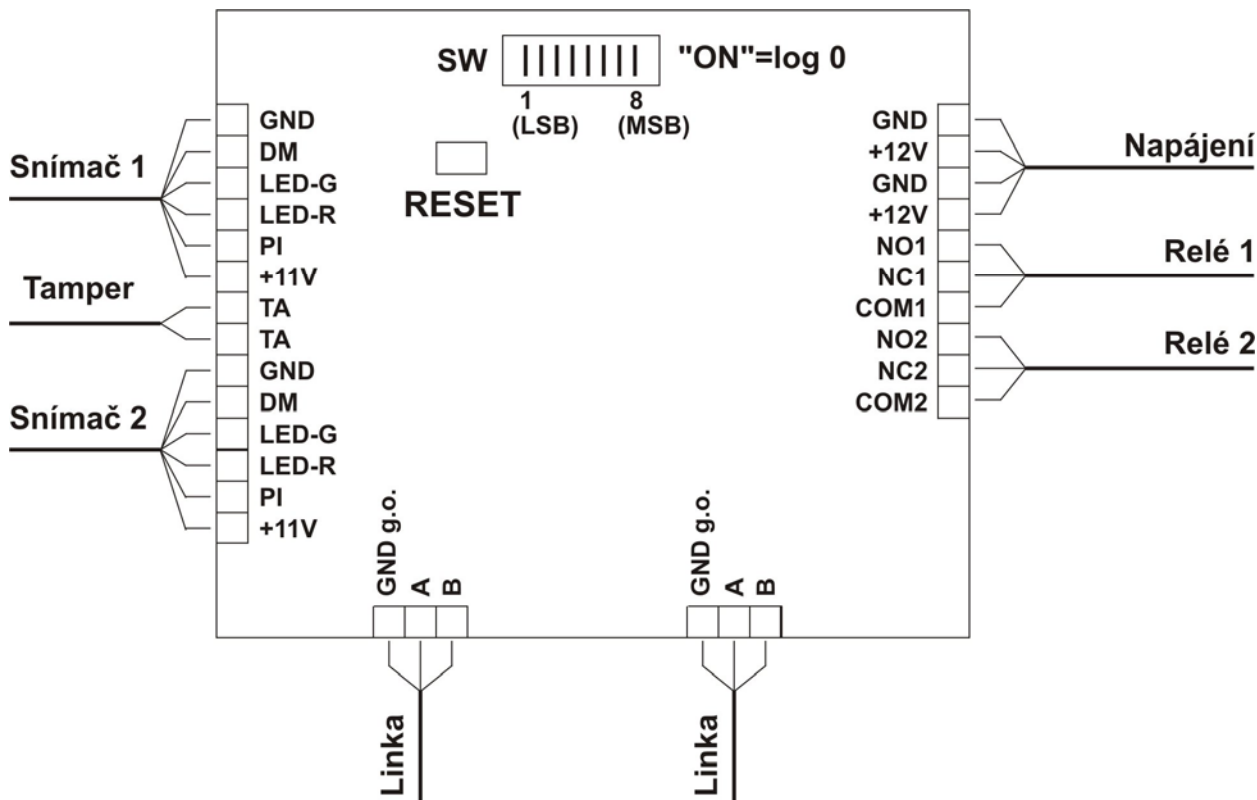 SW
"ON"=log 0
1
8
(LSB)
(MSB)
RESET
Snímač 1
GND
DM
LED-G
LED-R
PI
+11V
Tamper
TA
TA
Snímač 2
GND
DM
LED-G
LED-R
PI
+11V
GND
+12V
GND
+12V
Napájení
NO1
NC1
COM1
Relé 1
NO2
NC2
COM2
Relé 2
GND g.o.
A
B
Linka
GND g.o.
A
B
Linka